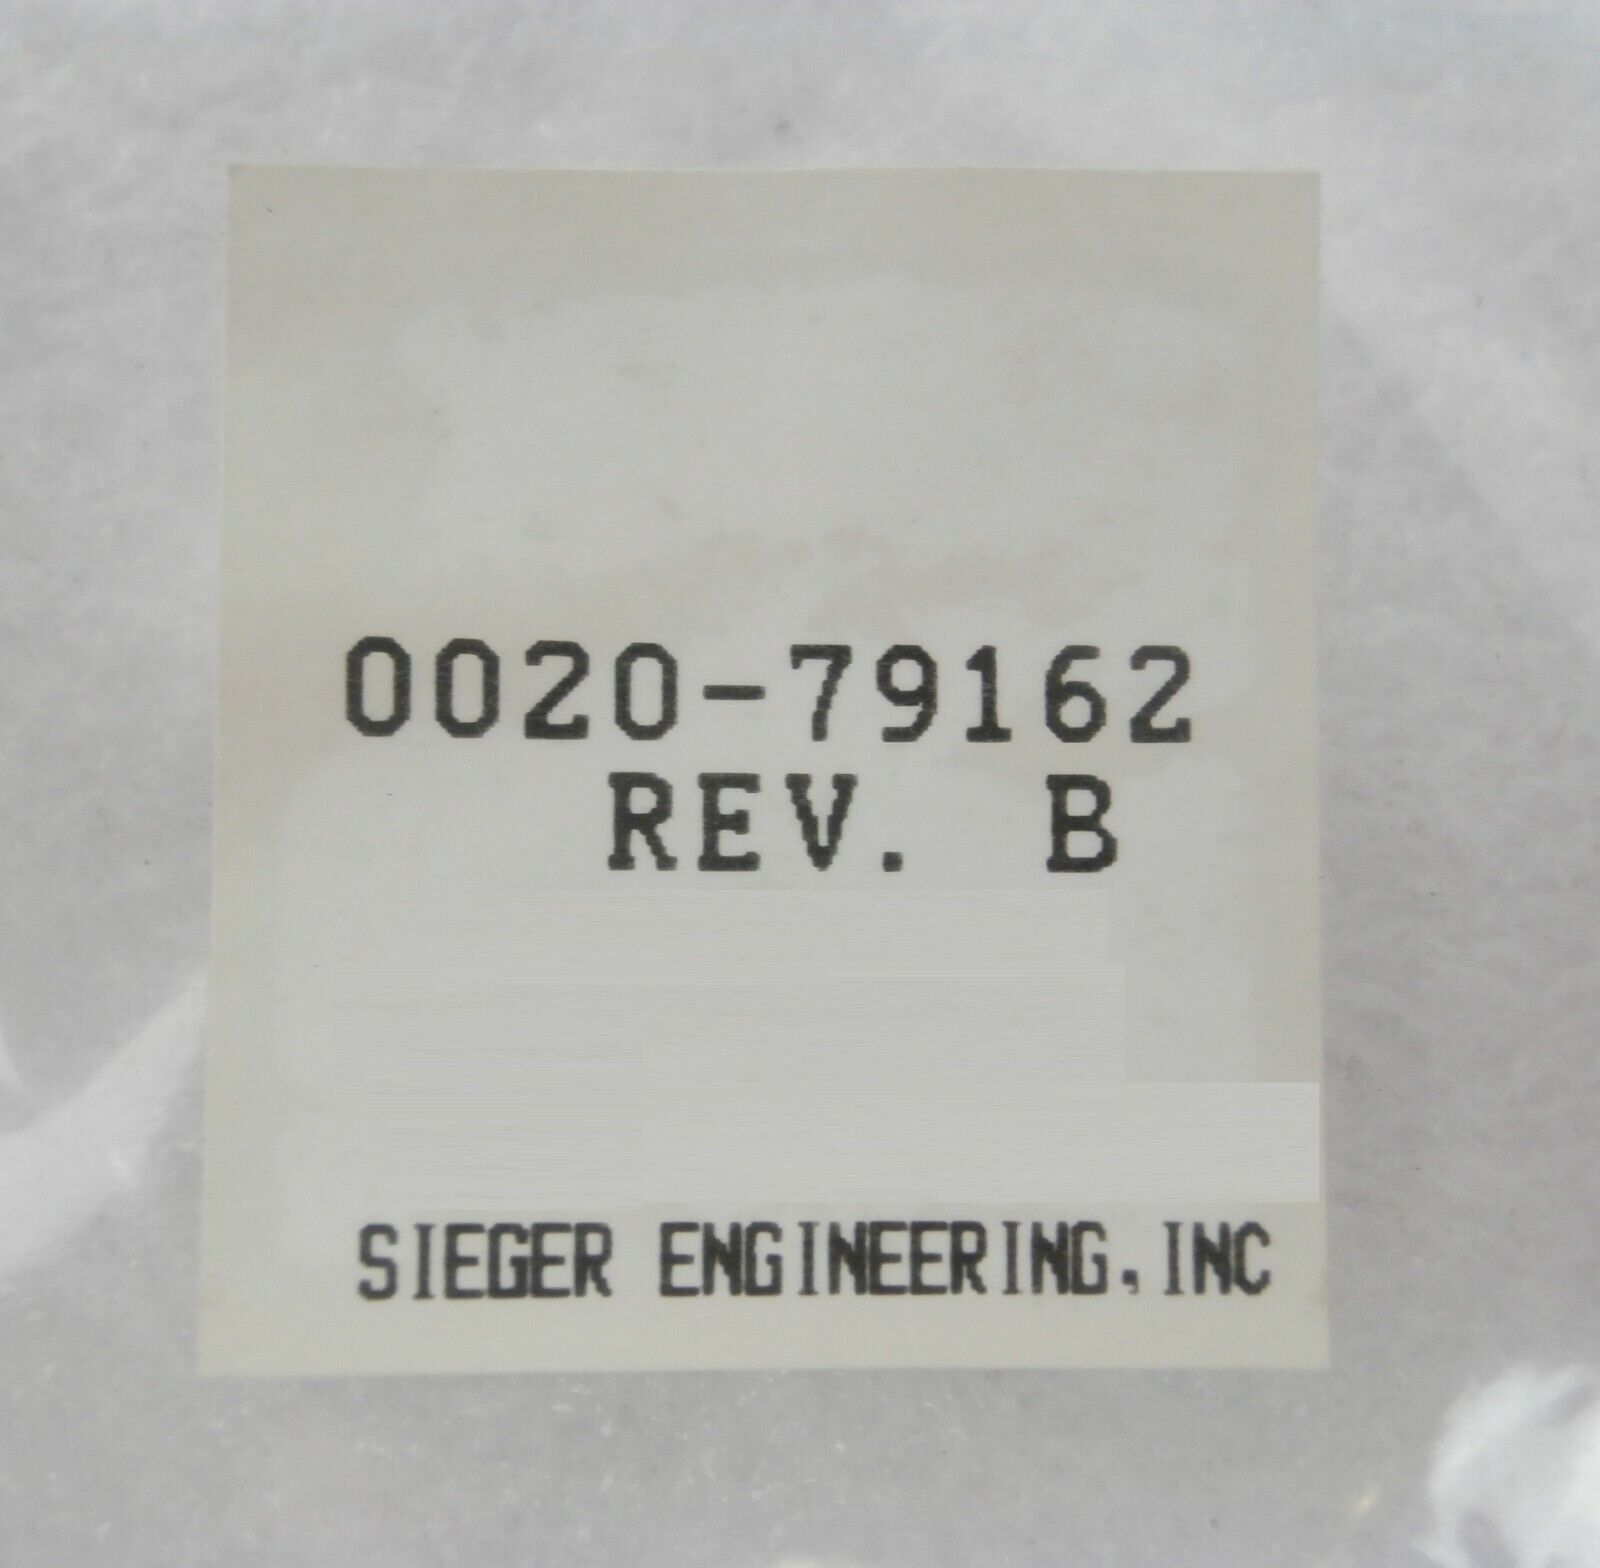 0020-79162
REV. B
SIEGER ENGINEERING, INC